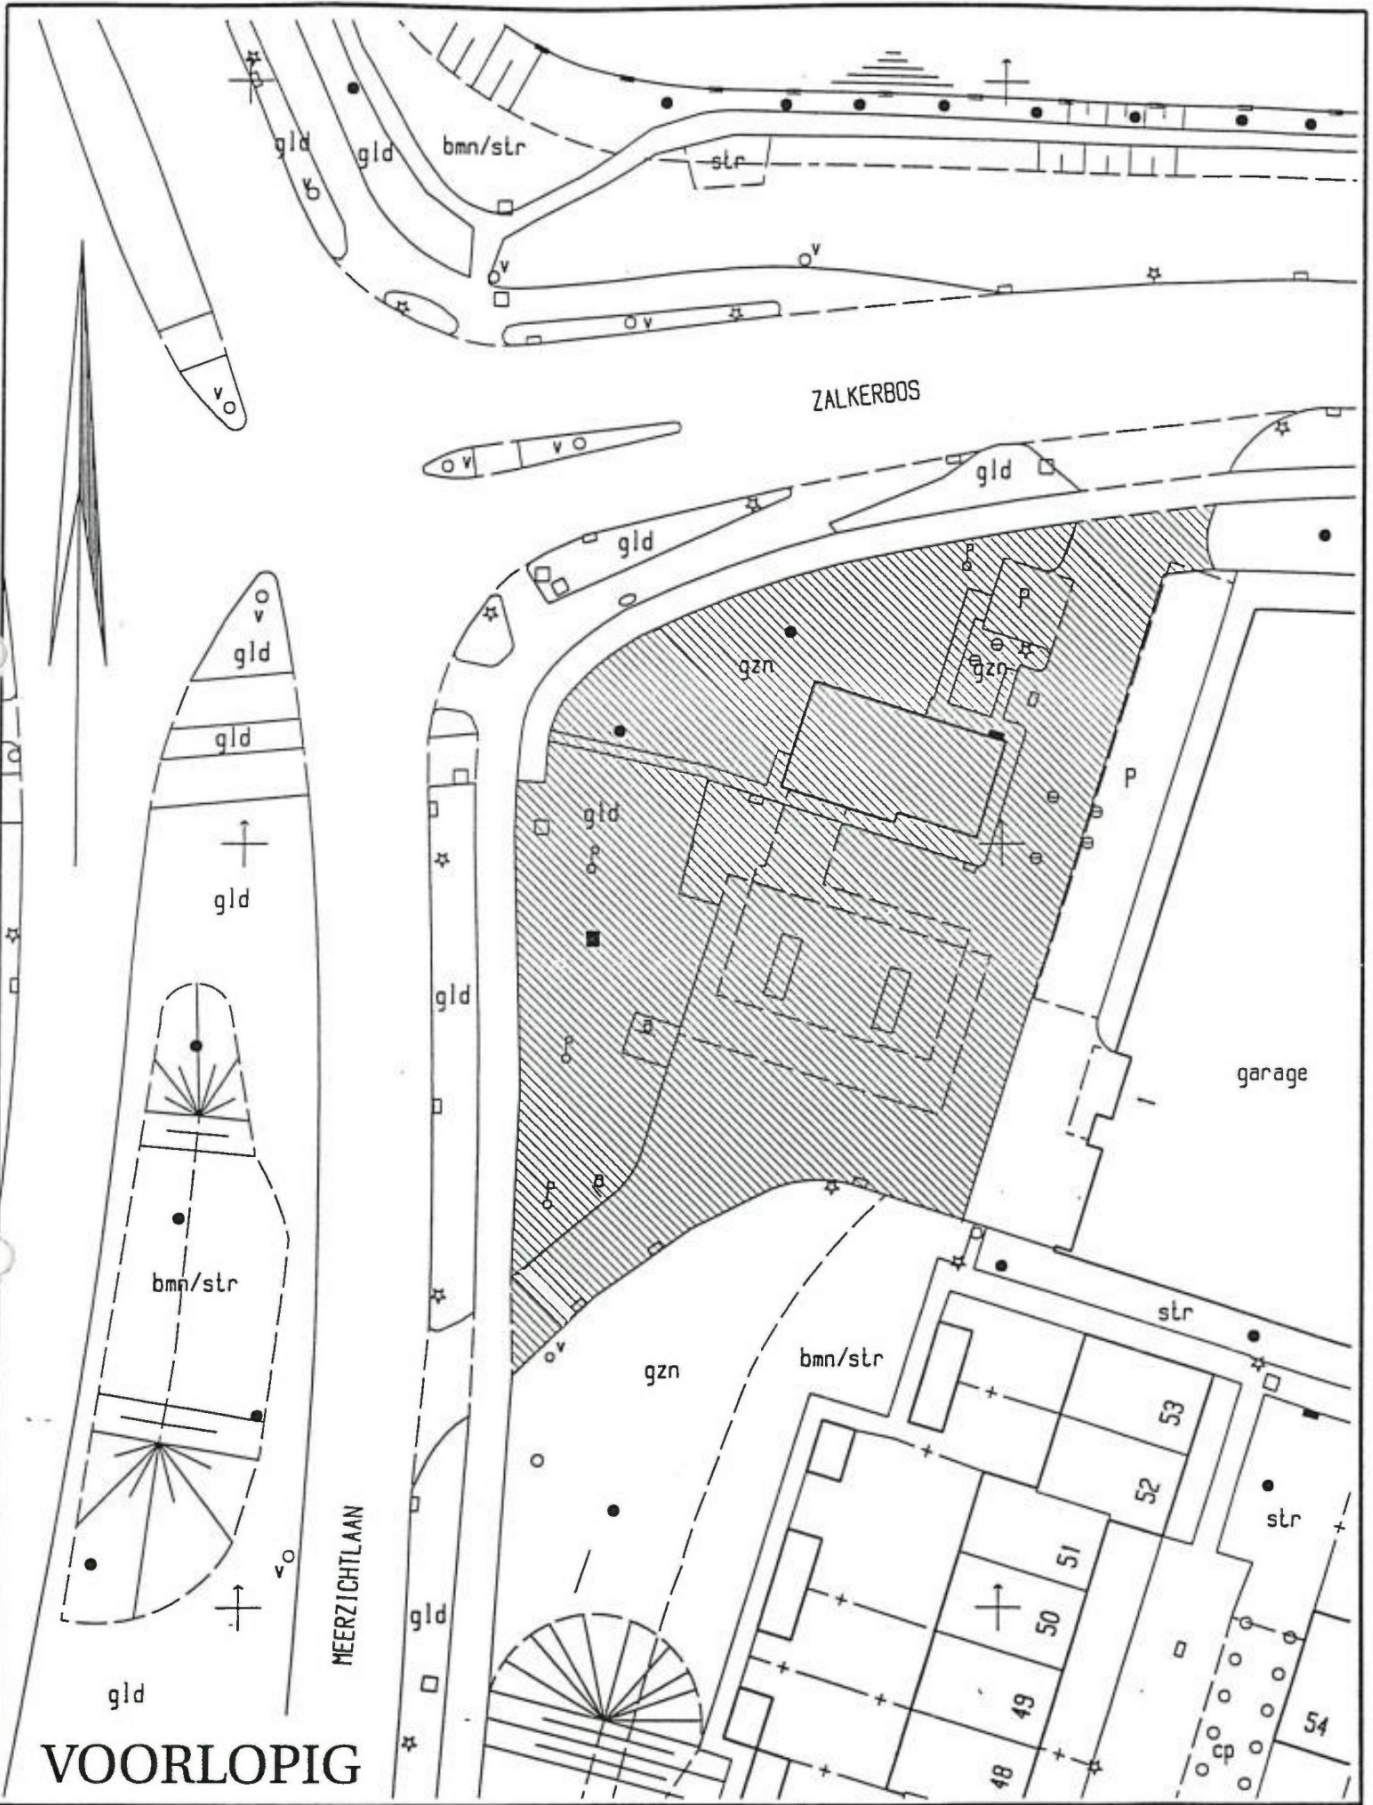 gld
gld
bmn/str
str
v
v
v
v
v
ZALKERBOS
v
v
gld
gld
P
P
v
gld
gzn
gzn
gld
P
gld
P
gld
gld
B
P
garage
1
P
B
bmn/str
str
v
gzn
bmn/str
53
52
str
51
MEERZICHTLAAN
v
50
gld
49
gld
54
cp
48
VOORLOPIG